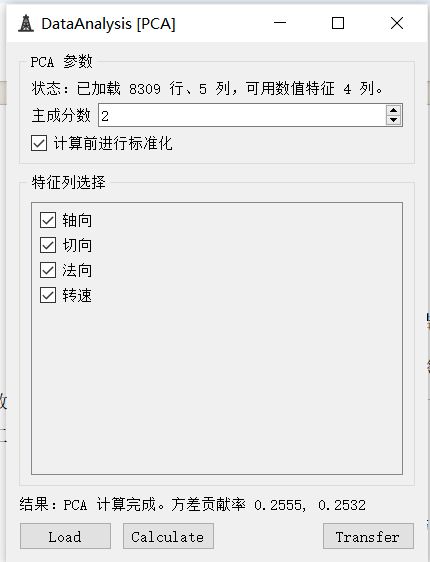 DataAnalysis [PCA]
PCA 参数
状态：已加载 8309 行、5 列，可用数值特征 4 列。
主成分数 2
计算前进行标准化
特征列选择
轴向
切向
法向
转速
结果：PCA 计算完成。方差贡献率 0.2555, 0.2532
Load Calculate Transfer